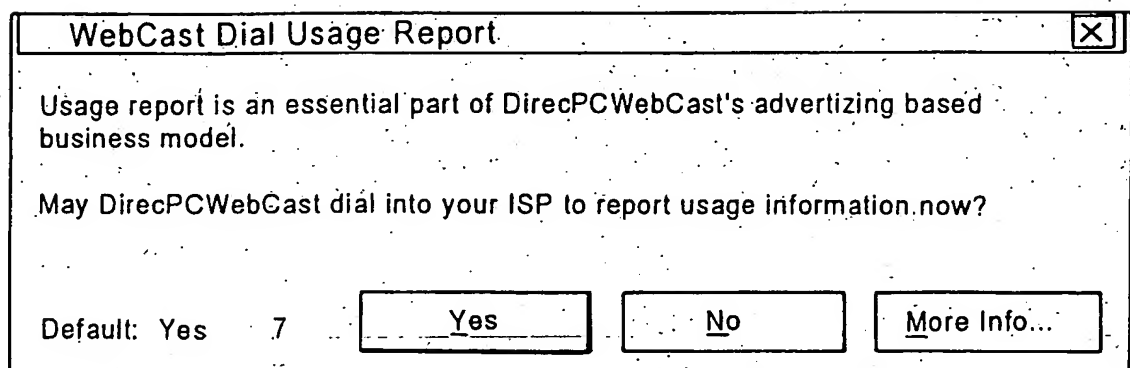 WebCast Dial Usage Report
Usage report is an essential part of DirecPCWebCast's advertizing based
business model.
May DirecPCWebCast dial into your ISP to report usage information now?
Default: Yes 7 Yes No More Info...